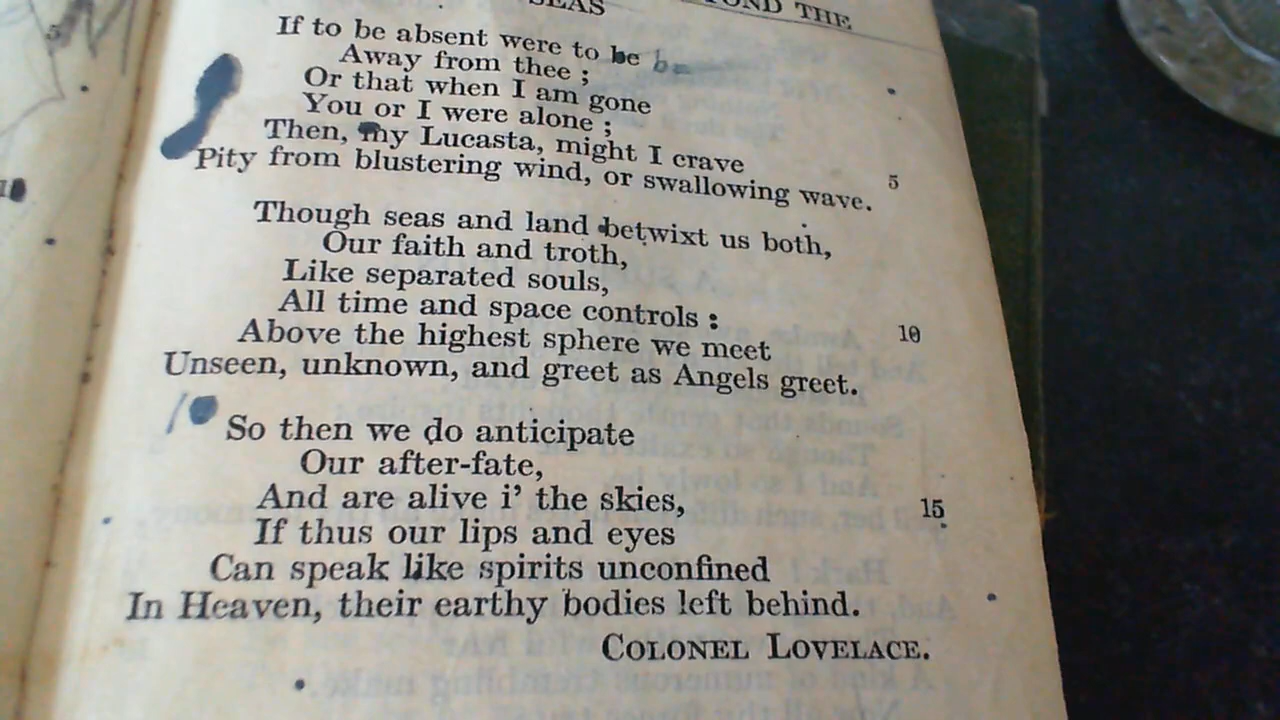 SEAS
THE
If to be absent were to be
Away from thee ;
Or that when I am gone
You or I were alone ;
Then, my Lucasta, might I crave
Pity from blustering wind, or swallowing wave. 5
Though seas and land betwixt us both,
Our faith and troth,
Like separated souls,
All time and space controls :
Above the highest sphere we meet 10
Unseen, unknown, and greet as Angels greet.
So then we do anticipate
Our after-fate,
And are alive i' the skies, 15
If thus our lips and eyes
Can speak like spirits unconfined
In Heaven, their earthy bodies left behind.
COLONEL LOVELACE.